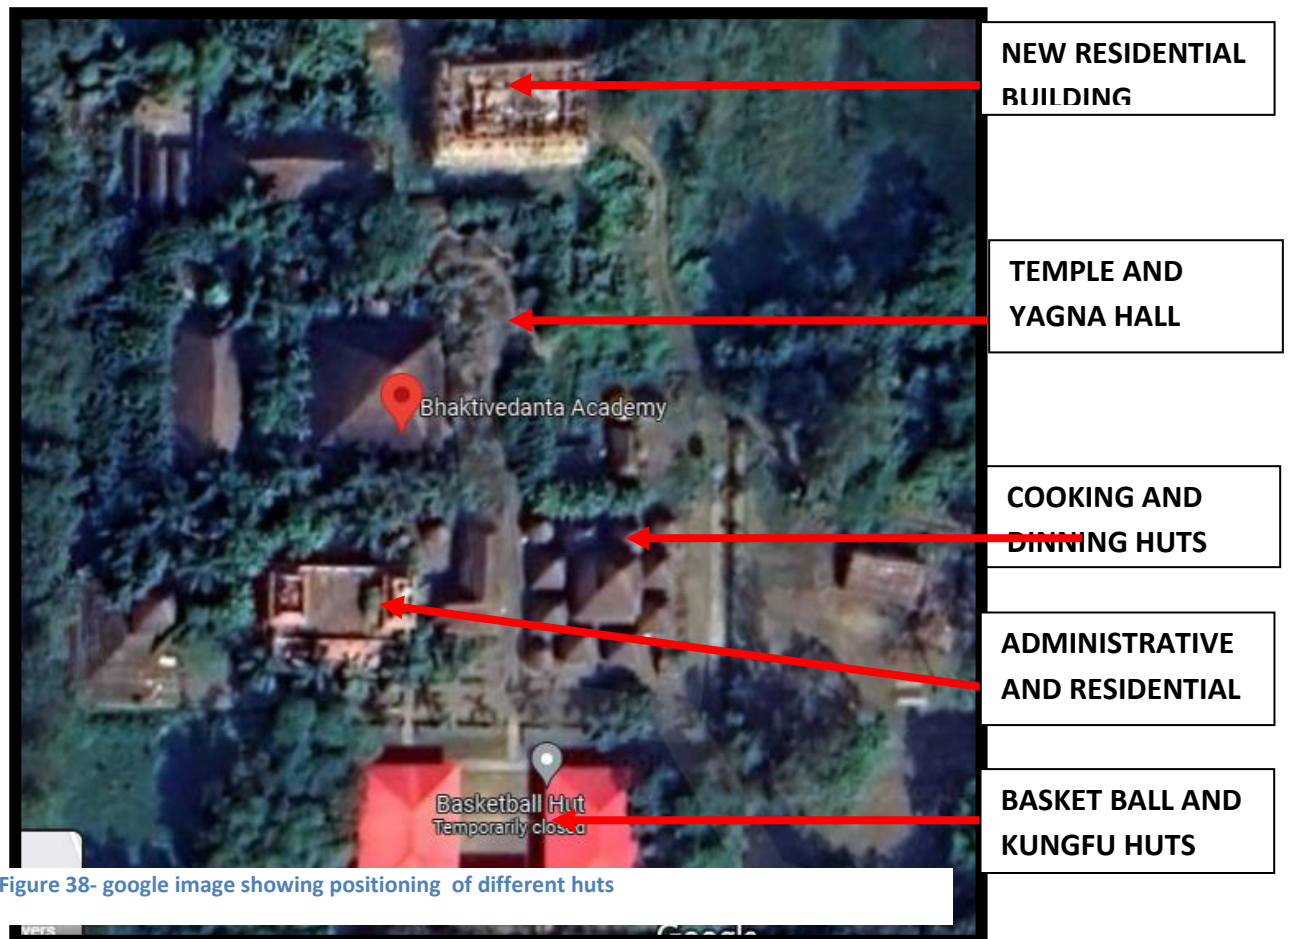 NEW RESIDENTIAL
BUILDING
TEMPLE AND
YAGNA HALL
Bhaktivedanta Academy
COOKING AND
DINNING HUTS
ADMINISTRATIVE
AND RESIDENTIAL
Basketball Hut
Temporarily closed
BASKET BALL AND
KUNGFU HUTS
Figure 38- google image showing positioning of different huts
Google